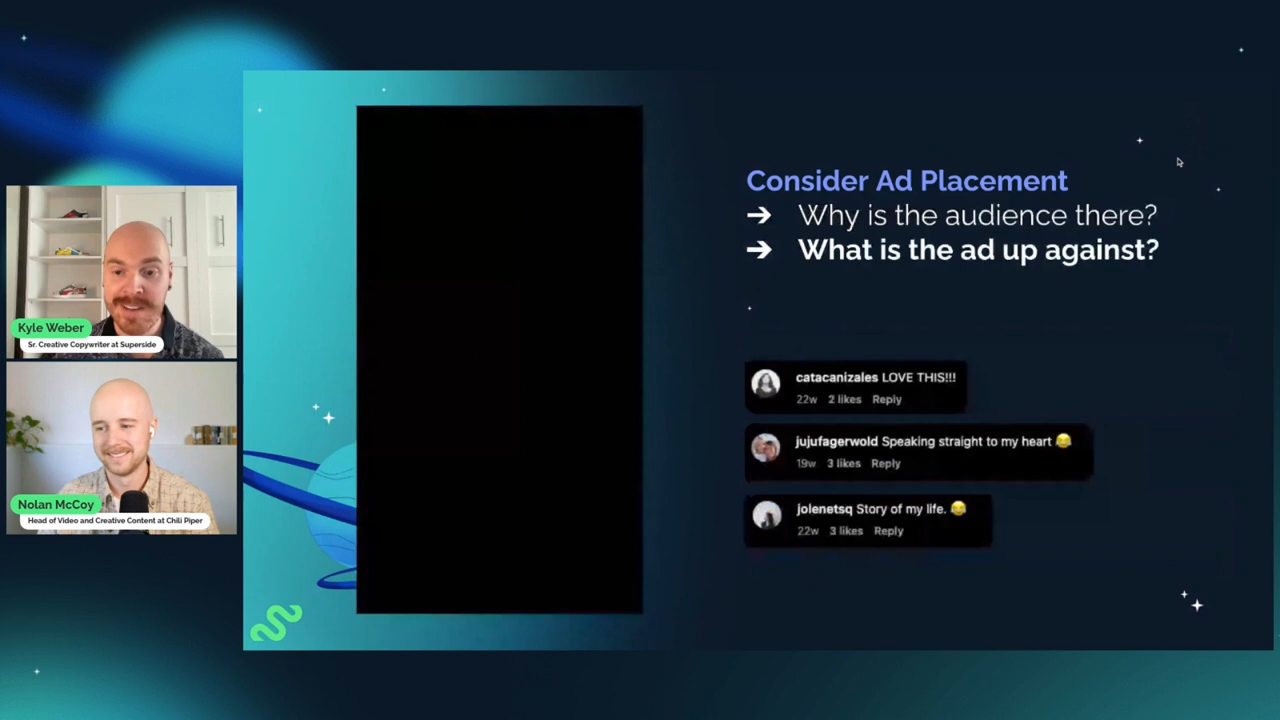 Kyle Weber
Sr. Creative Copywriter at Superside
Nolan McCoy
Head of Video and Creative Content at Chili Piper
Consider Ad Placement
➔ Why is the audience there?
➔ What is the ad up against?
catacanizales LOVE THIS!!!
22w 2 likes Reply
jujufagerwold Speaking straight to my heart 😂
19w 3 likes Reply
jolenetsq Story of my life. 😂
22w 3 likes Reply